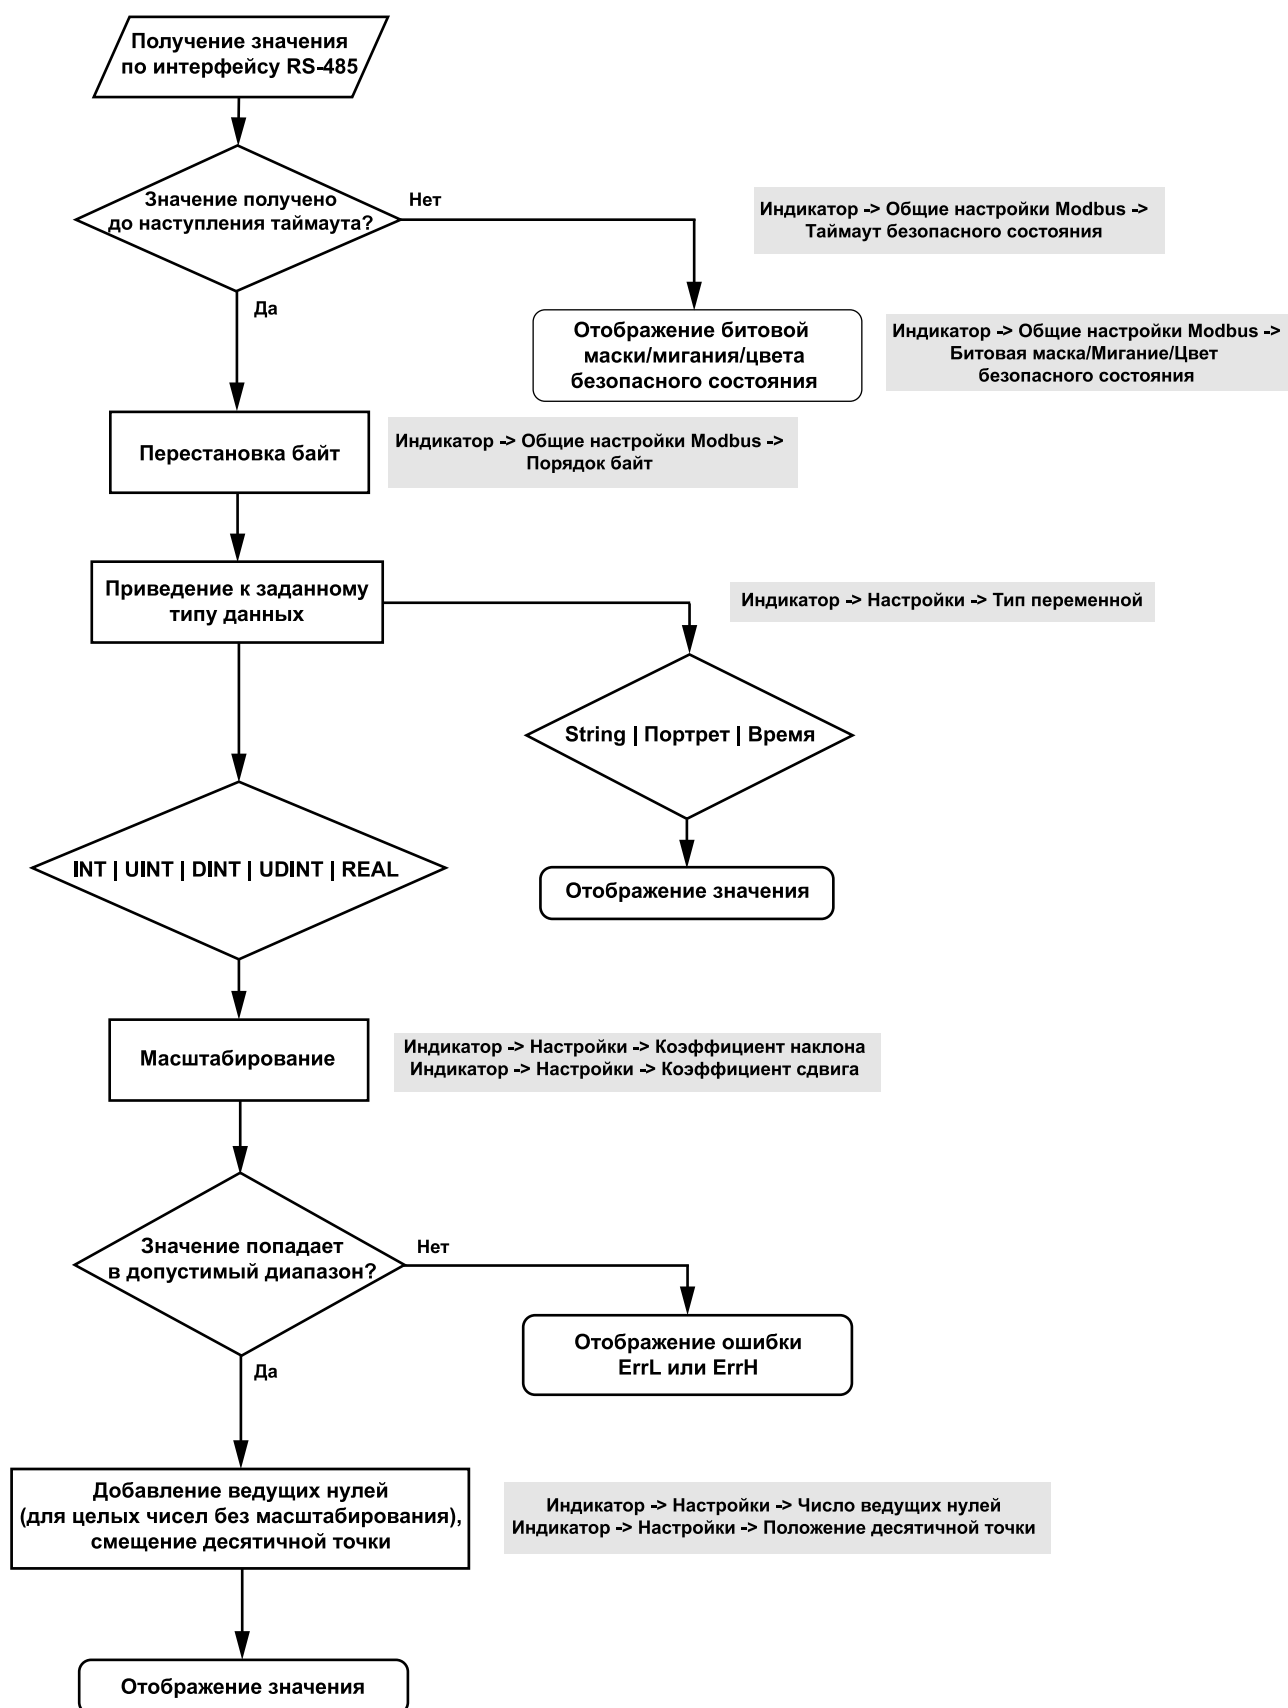 Получение значения
по интерфейсу RS-485
Значение получено
до наступления таймаута?
Нет
Индикатор -> Общие настройки Modbus ->
Таймаут безопасного состояния
Да
Отображение битовой
маски/мигания/цвета
безопасного состояния
Индикатор -> Общие настройки Modbus ->
Битовая маска/Мигание/Цвет
безопасного состояния
Перестановка байт
Индикатор -> Общие настройки Modbus ->
Порядок байт
Приведение к заданному
типу данных
Индикатор -> Настройки -> Тип переменной
String | Портрет | Время
INT | UINT | DINT | UDINT | REAL
Отображение значения
Масштабирование
Индикатор -> Настройки -> Коэффициент наклона
Индикатор -> Настройки -> Коэффициент сдвига
Значение попадает
в допустимый диапазон?
Нет
Отображение ошибки
ErrL или ErrH
Да
Добавление ведущих нулей
(для целых чисел без масштабирования),
смещение десятичной точки
Индикатор -> Настройки -> Число ведущих нулей
Индикатор -> Настройки -> Положение десятичной точки
Отображение значения